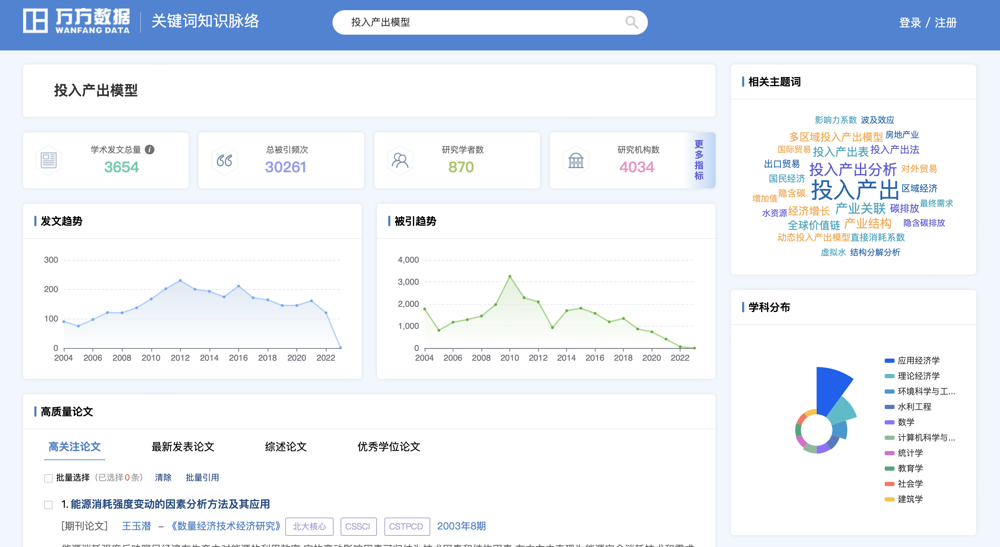 万方数据
WANFANG DATA
关键词知识脉络
投入产出模型
登录 / 注册
投入产出模型
学术发文总量
3654
总被引频次
30261
研究学者数
870
研究机构数
4034
更多指标
发文趋势
300
200
100
0
2004 2006 2008 2010 2012 2014 2016 2018 2020 2022
被引趋势
4,000
3,000
2,000
1,000
0
2004 2006 2008 2010 2012 2014 2016 2018 2020 2022
高质量论文
高关注论文 最新发表论文 综述论文 优秀学位论文
批量选择 (已选择0条) 清除 批量引用
1. 能源消耗强度变动的因素分析方法及其应用
[期刊论文] 王玉潜 – 《数量经济技术经济研究》 北大核心 CSSCI CSTPCD 2003年8期
相关主题词
影响力系数 波及效应
多区域投入产出模型 房地产业
国际贸易 投入产出表 投入产出法
出口贸易 投入产出分析 对外贸易
国民经济 投入产出 区域经济
增加值 隐含碳
水资源 经济增长 产业关联 碳排放 最终需求
全球价值链 产业结构 隐含碳排放
动态投入产出模型 直接消耗系数
虚拟水 结构分解分析
学科分布
应用经济学
理论经济学
环境科学与工...
水利工程
数学
计算机科学与...
统计学
教育学
社会学
建筑学